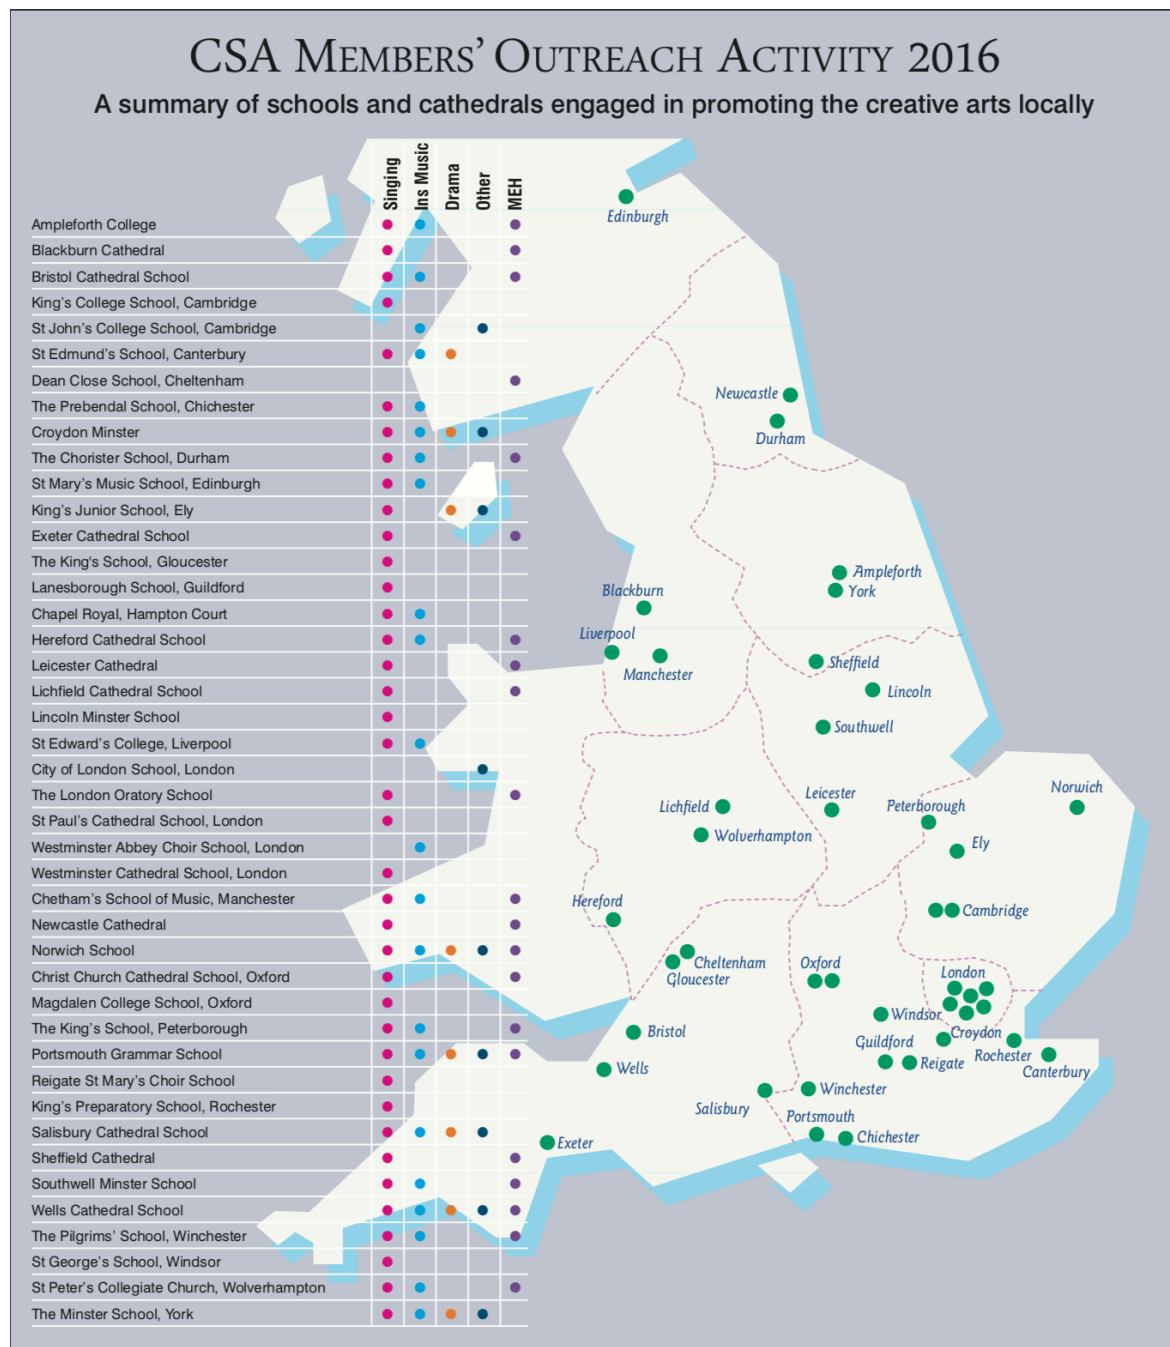 CSA Members' Outreach Activity 2016
A summary of schools and cathedrals engaged in promoting the creative arts locally
Singing
Ins Music
Drama
Other
MEH
Ampleforth College
Blackburn Cathedral
Bristol Cathedral School
King's College School, Cambridge
St John's College School, Cambridge
St Edmund's School, Canterbury
Dean Close School, Cheltenham
The Prebendal School, Chichester
Croydon Minster
The Chorister School, Durham
St Mary's Music School, Edinburgh
King's Junior School, Ely
Exeter Cathedral School
The King's School, Gloucester
Lanesborough School, Guildford
Chapel Royal, Hampton Court
Hereford Cathedral School
Leicester Cathedral
Lichfield Cathedral School
Lincoln Minster School
St Edward's College, Liverpool
City of London School, London
The London Oratory School
St Paul's Cathedral School, London
Westminster Abbey Choir School, London
Westminster Cathedral School, London
Chetham's School of Music, Manchester
Newcastle Cathedral
Norwich School
Christ Church Cathedral School, Oxford
Magdalen College School, Oxford
The King's School, Peterborough
Portsmouth Grammar School
Reigate St Mary's Choir School
King's Preparatory School, Rochester
Salisbury Cathedral School
Sheffield Cathedral
Southwell Minster School
Wells Cathedral School
The Pilgrims' School, Winchester
St George's School, Windsor
St Peter's Collegiate Church, Wolverhampton
The Minster School, York
Edinburgh
Newcastle
Durham
Ampleforth
York
Blackburn
Liverpool
Manchester
Sheffield
Lincoln
Southwell
Norwich
Leicester
Peterborough
Lichfield
Wolverhampton
Ely
Hereford
Cambridge
Cheltenham
Gloucester
Oxford
London
Windsor
Bristol
Croydon
Guildford
Rochester
Reigate
Canterbury
Wells
Winchester
Salisbury
Portsmouth
Chichester
Exeter